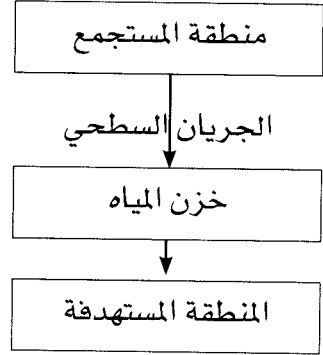 منطقة المستجمع
الجريان السطحي
خزن المياه
المنطقة المستهدفة